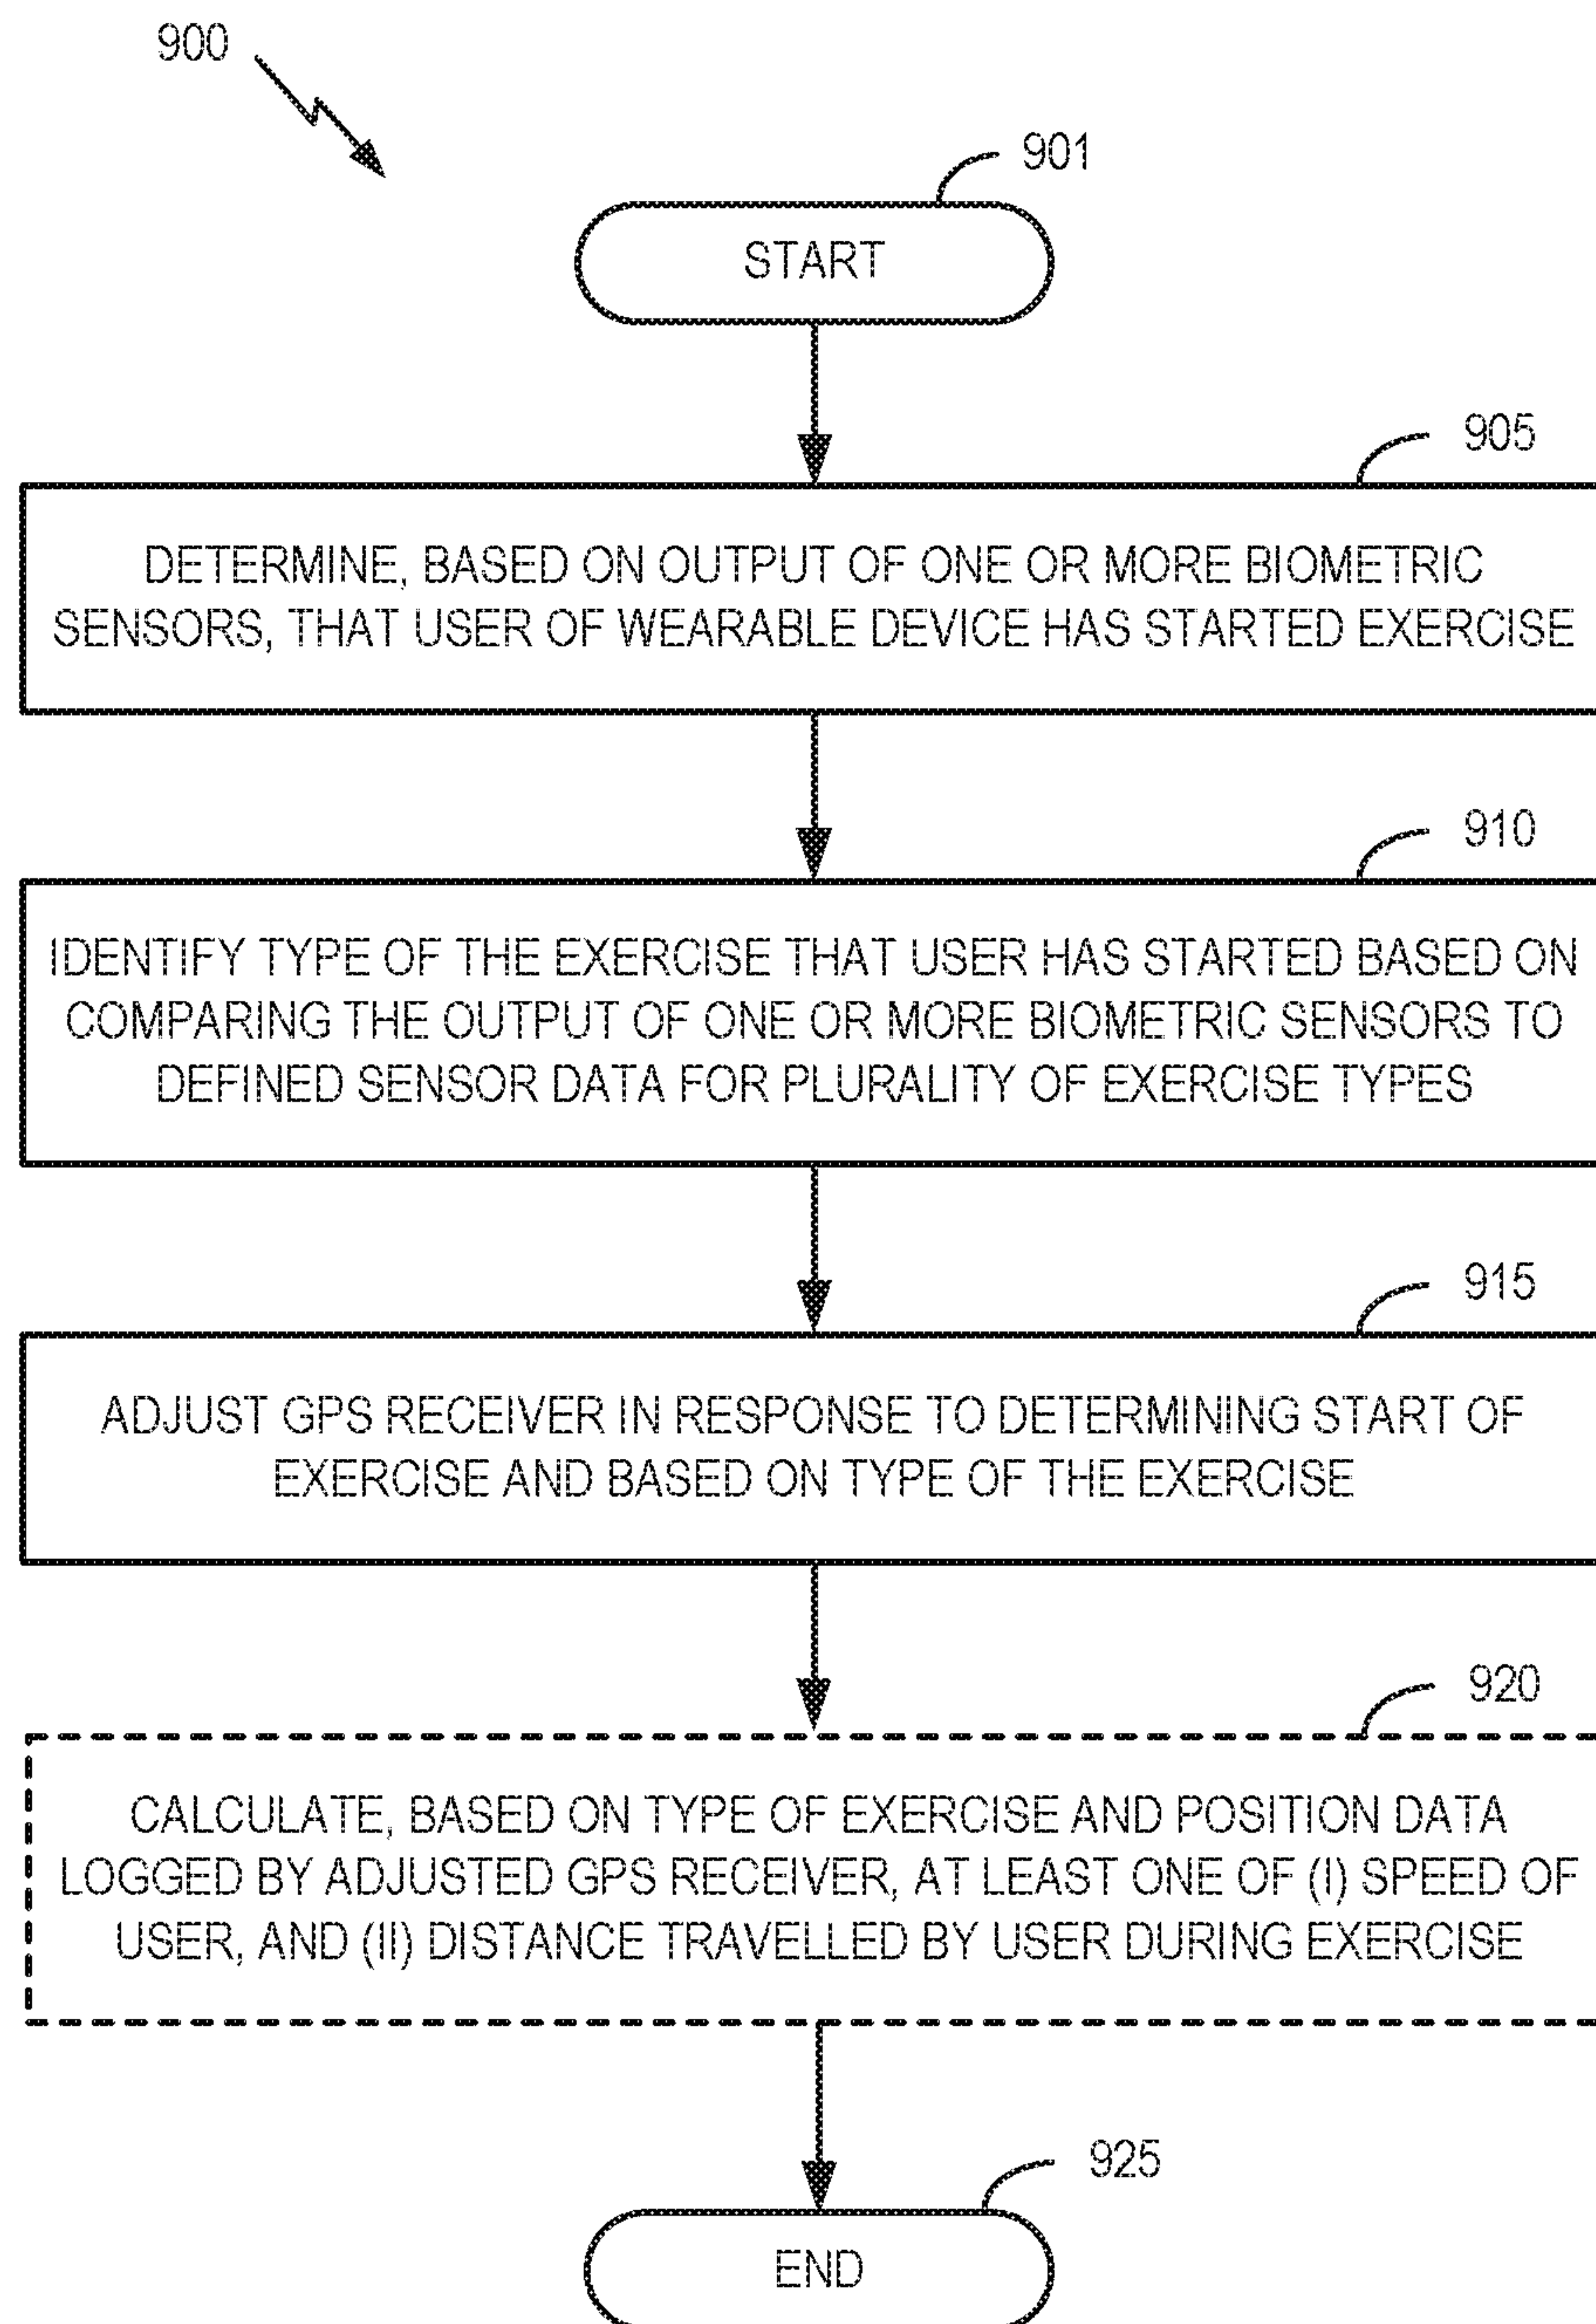 900
901
START
905
DETERMINE, BASED ON OUTPUT OF ONE OR MORE BIOMETRIC
SENSORS, THAT USER OF WEARABLE DEVICE HAS STARTED EXERCISE
910
IDENTIFY TYPE OF THE EXERCISE THAT USER HAS STARTED BASED ON
COMPARING THE OUTPUT OF ONE OR MORE BIOMETRIC SENSORS TO
DEFINED SENSOR DATA FOR PLURALITY OF EXERCISE TYPES
915
ADJUST GPS RECEIVER IN RESPONSE TO DETERMINING START OF
EXERCISE AND BASED ON TYPE OF THE EXERCISE
920
CALCULATE, BASED ON TYPE OF EXERCISE AND POSITION DATA
LOGGED BY ADJUSTED GPS RECEIVER, AT LEAST ONE OF (I) SPEED OF
USER, AND (II) DISTANCE TRAVELLED BY USER DURING EXERCISE
925
END